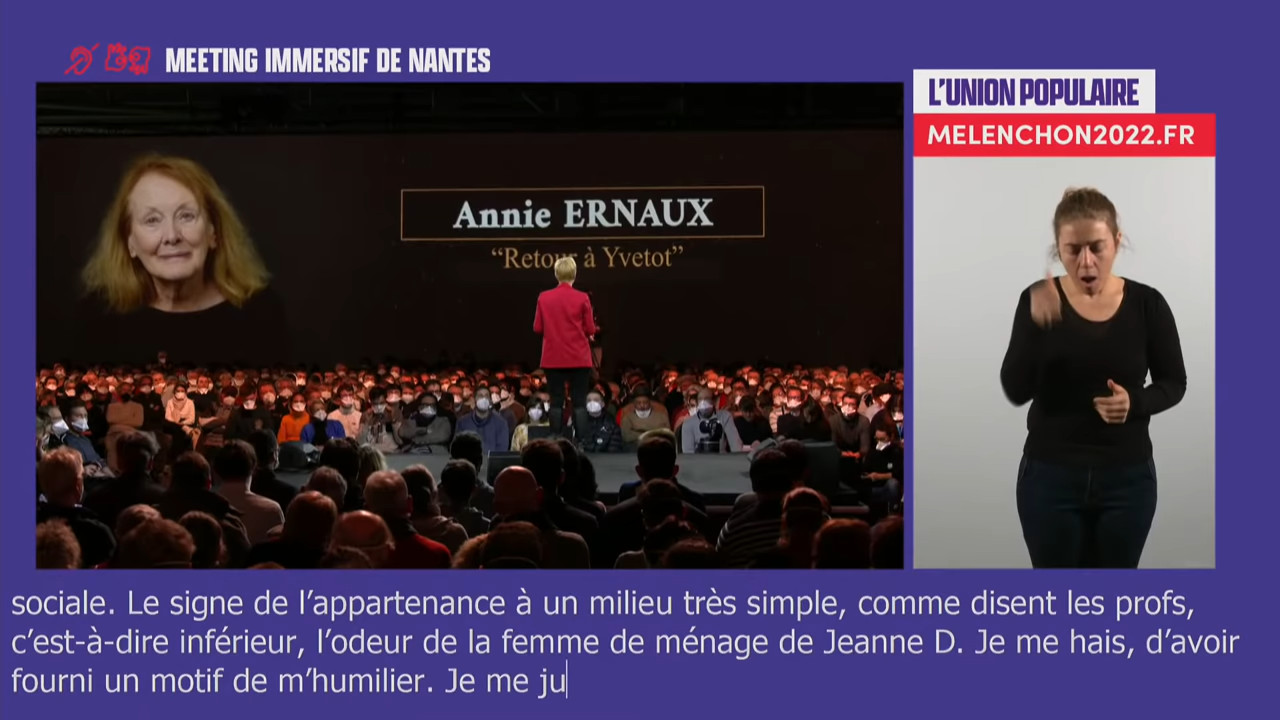 MEETING IMMERSIF DE NANTES
L'UNION POPULAIRE
MELENCHON2022.FR
Annie ERNAUX
“Retour à Yvetot”
sociale. Le signe de l’appartenance à un milieu très simple, comme disent les profs,
c’est-à-dire inférieur, l’odeur de la femme de ménage de Jeanne D. Je me hais, d’avoir
fourni un motif de m’humilier. Je me ju